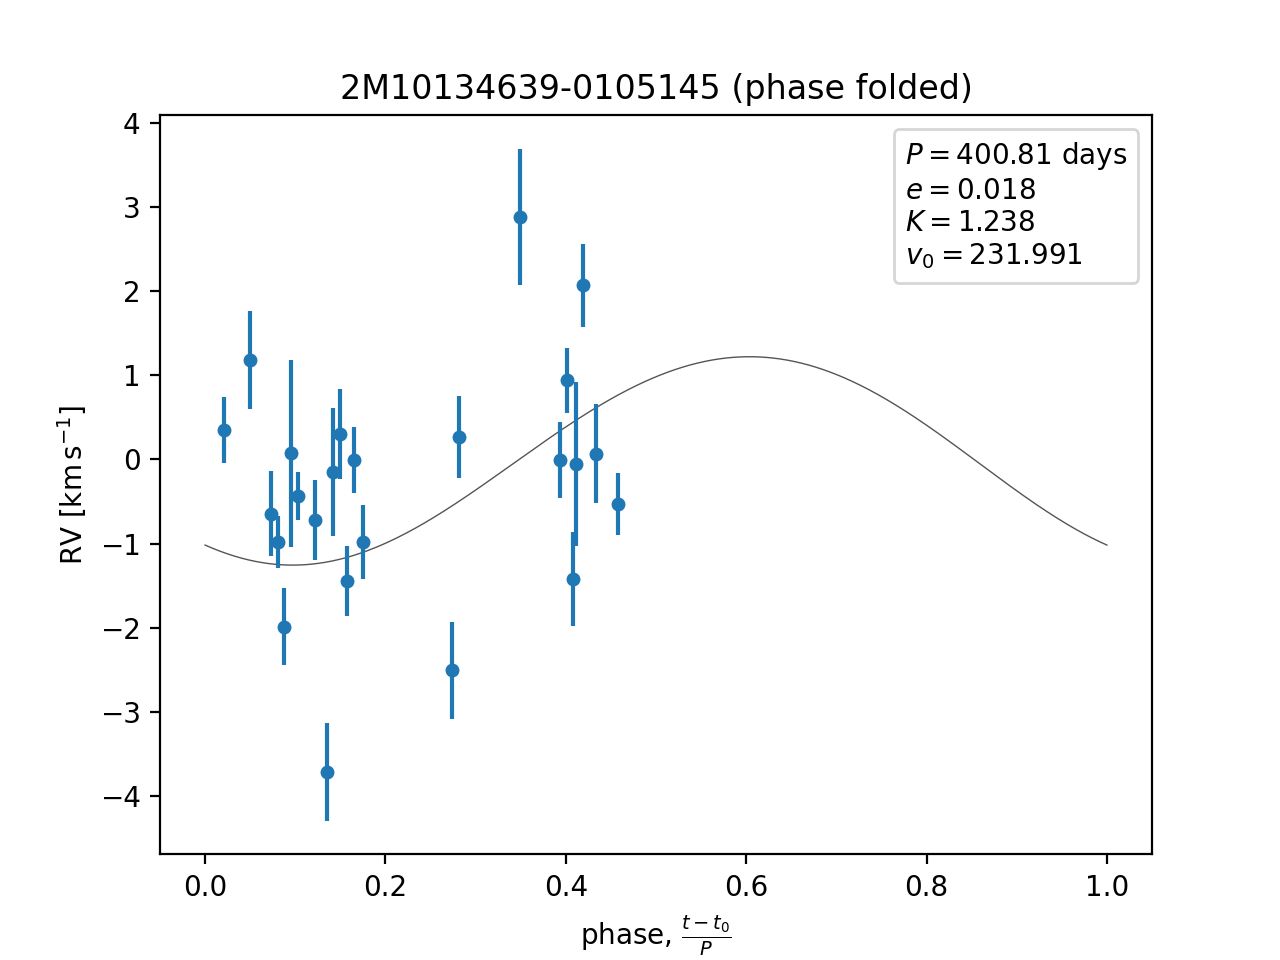 2M10134639-0105145 (phase folded)
P = 400.81 days
e = 0.018
K = 1.238
v₀ = 231.991
4
3
2
1
0
−1
−2
−3
−4
RV [km s⁻¹]
0.0 0.2 0.4 0.6 0.8 1.0
phase, (t − t₀)/P